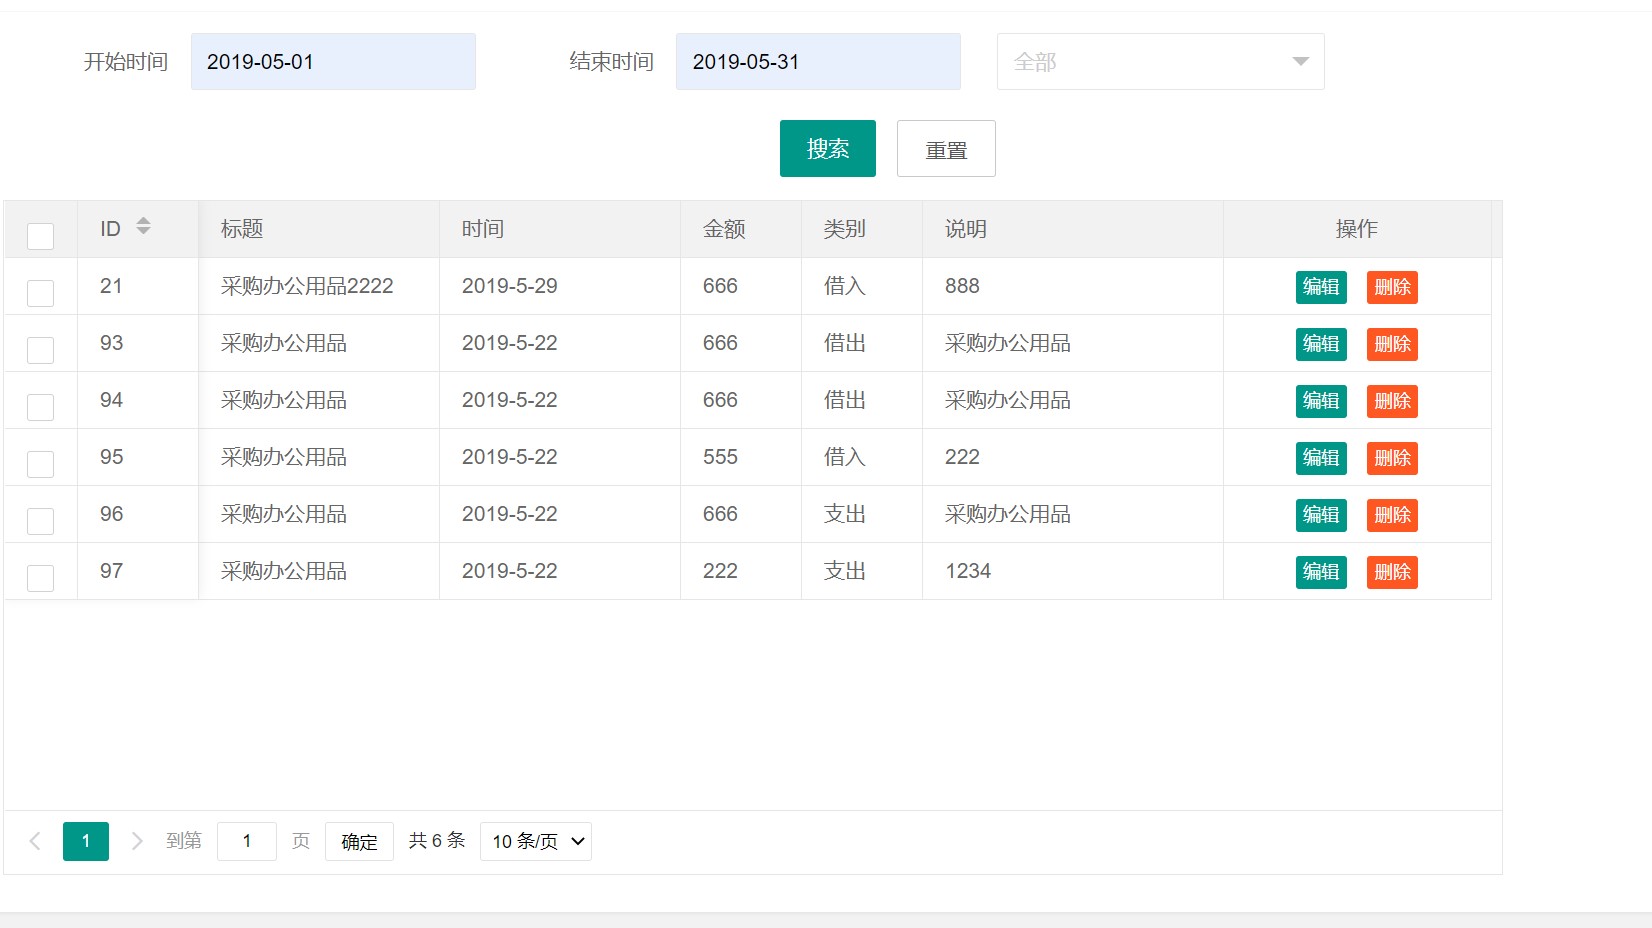 开始时间 2019-05-01 结束时间 2019-05-31 全部
搜索 重置
ID 标题 时间 金额 类别 说明 操作
21 采购办公用品2222 2019-5-29 666 借入 888 编辑 删除
93 采购办公用品 2019-5-22 666 借出 采购办公用品 编辑 删除
94 采购办公用品 2019-5-22 666 借出 采购办公用品 编辑 删除
95 采购办公用品 2019-5-22 555 借入 222 编辑 删除
96 采购办公用品 2019-5-22 666 支出 采购办公用品 编辑 删除
97 采购办公用品 2019-5-22 222 支出 1234 编辑 删除
1 到第 1 页 确定 共 6 条 10 条/页